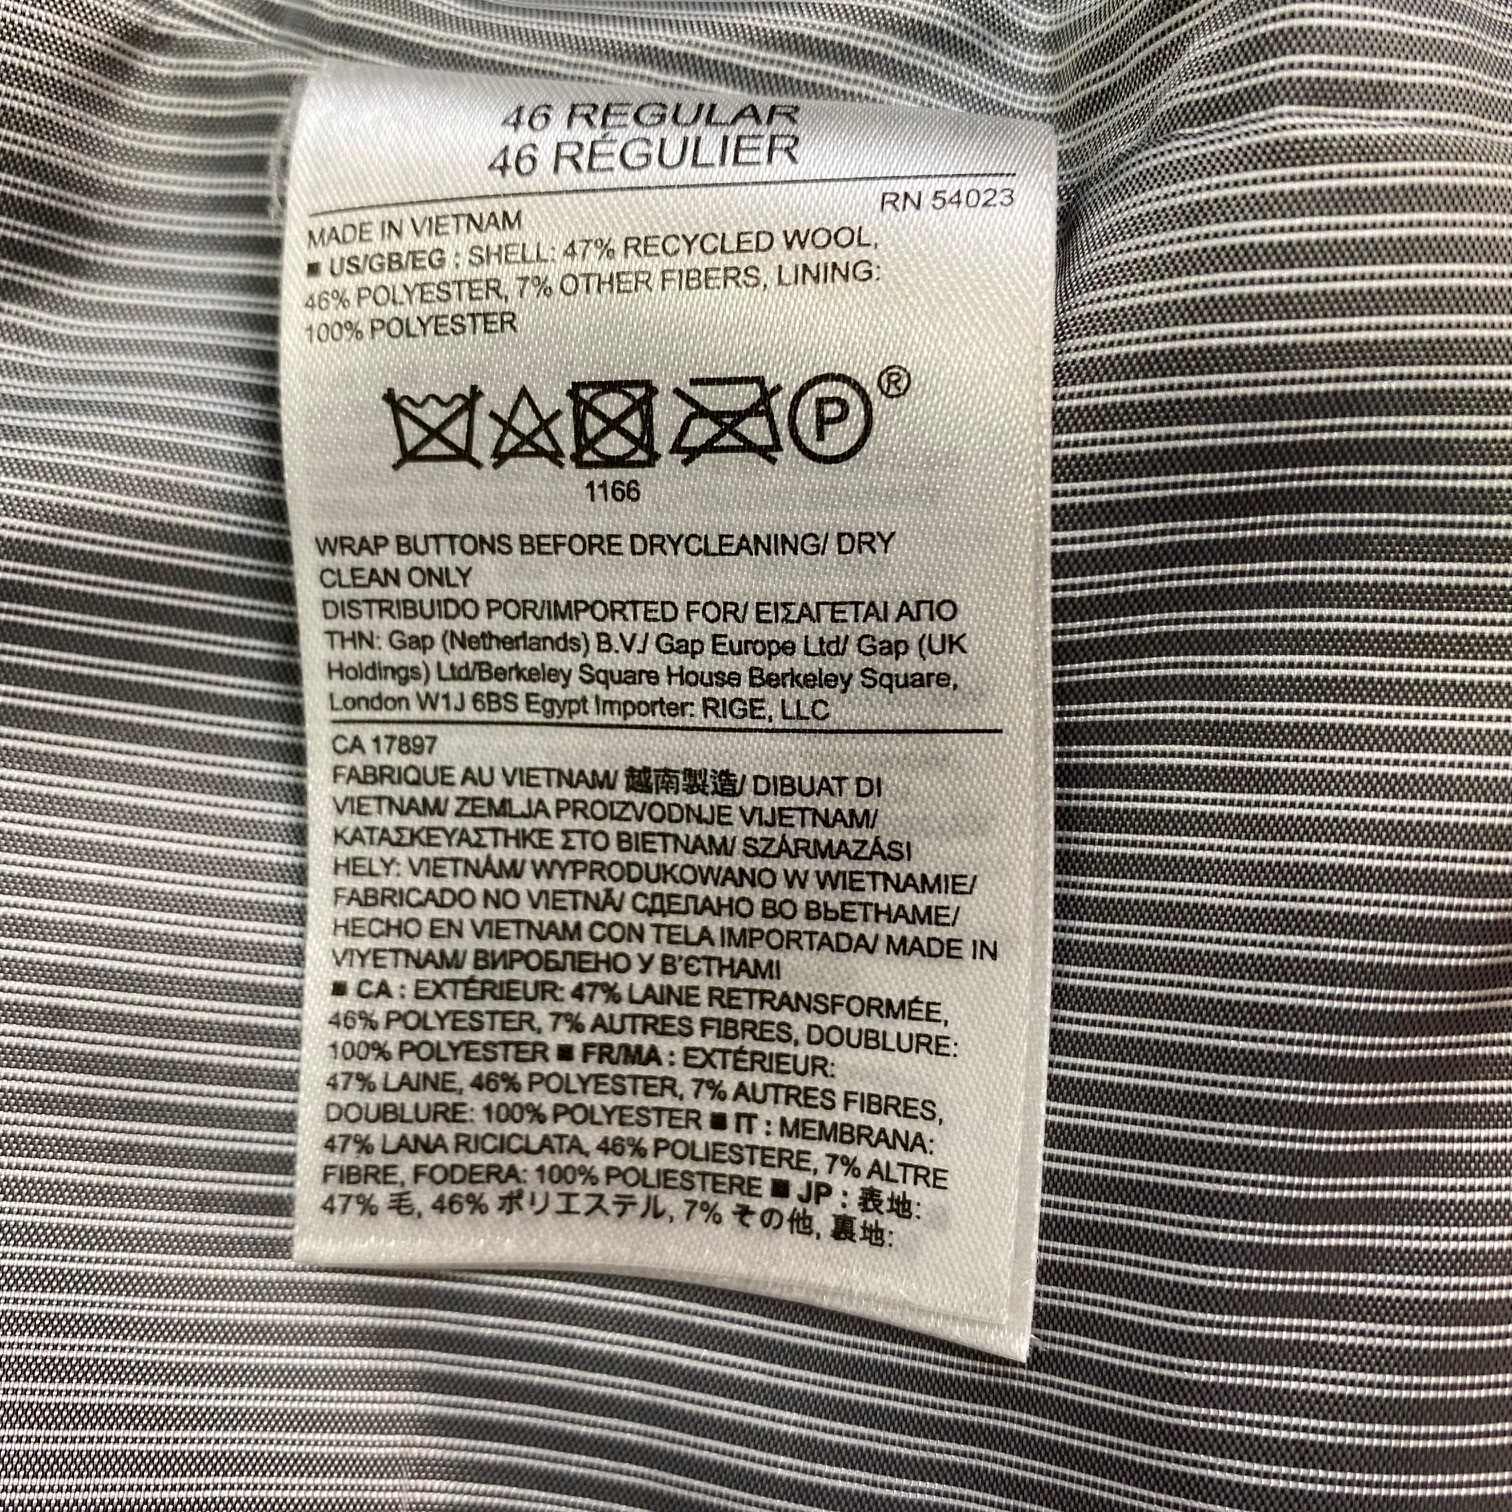 46 REGULAR
46 RÉGULIER
RN 54023
MADE IN VIETNAM
■ US/GB/EG : SHELL: 47% RECYCLED WOOL,
46% POLYESTER, 7% OTHER FIBERS, LINING:
100% POLYESTER
P ®
1166
WRAP BUTTONS BEFORE DRYCLEANING/ DRY
CLEAN ONLY
DISTRIBUIDO POR/IMPORTED FOR/ ΕΙΣΑΓΕΤΑΙ ΑΠΟ
THN: Gap (Netherlands) B.V./ Gap Europe Ltd/ Gap (UK
Holdings) Ltd/Berkeley Square House Berkeley Square,
London W1J 6BS Egypt Importer: RIGE, LLC
CA 17897
FABRIQUE AU VIETNAM/ 越南製造/ DIBUAT DI
VIETNAM/ ZEMLJA PROIZVODNJE VIJETNAM/
ΚΑΤΑΣΚΕΥΑΣΤΗΚΕ ΣΤΟ ΒΙΕΤΝΑΜ/ SZÁRMAZÁSI
HELY: VIETNÁM/ WYPRODUKOWANO W WIETNAMIE/
FABRICADO NO VIETNÃ/ СДЕЛАНО ВО ВЬЕТНАМЕ/
HECHO EN VIETNAM CON TELA IMPORTADA/ MADE IN
VIYETNAM/ ВИРОБЛЕНО У В'ЄТНАМІ
■ CA : EXTÉRIEUR: 47% LAINE RETRANSFORMÉE,
46% POLYESTER, 7% AUTRES FIBRES, DOUBLURE:
100% POLYESTER ■ FR/MA : EXTÉRIEUR:
47% LAINE, 46% POLYESTER, 7% AUTRES FIBRES,
DOUBLURE: 100% POLYESTER ■ IT : MEMBRANA:
47% LANA RICICLATA, 46% POLIESTERE, 7% ALTRE
FIBRE, FODERA: 100% POLIESTERE ■ JP : 表地:
47% 毛, 46% ポリエステル, 7% その他, 裏地: